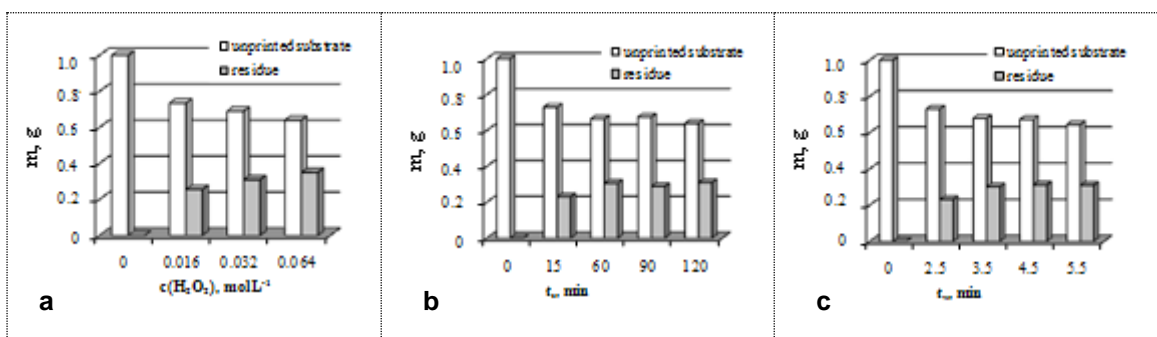 unprinted substrate
residue
m, g
1.0
0.8
0.6
0.4
0.2
0
0 0.016 0.032 0.064
c(H₂O₂), molL⁻¹
a
unprinted substrate
residue
m, g
1.0
0.8
0.6
0.4
0.2
0
0 15 60 90 120
min
b
unprinted substrate
residue
m, g
1.0
0.8
0.6
0.4
0.2
0
0 2.5 3.5 4.5 5.5
min
c